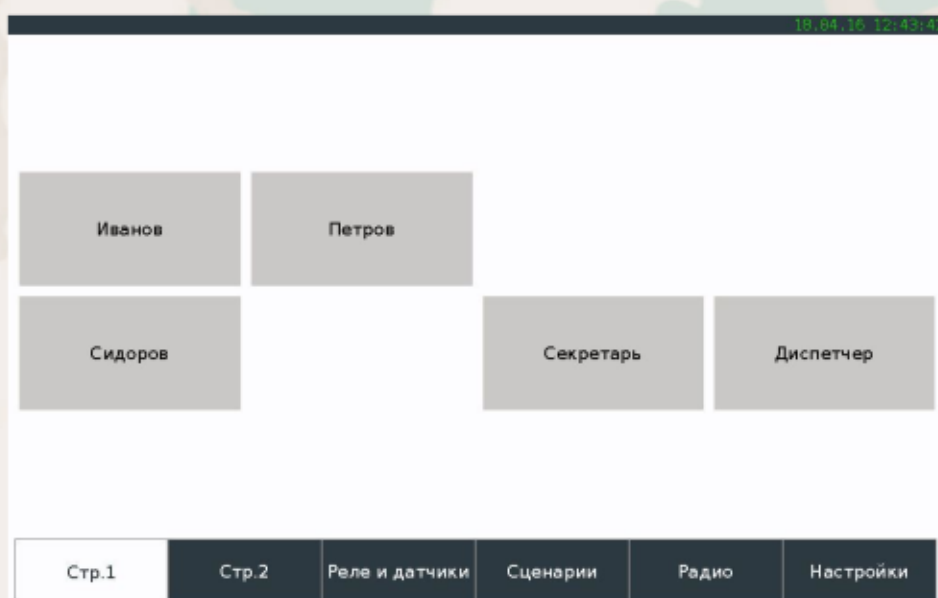 18.04.16 12:43:4
Иванов Петров
Сидоров Секретарь Диспетчер
Стр.1 Стр.2 Реле и датчики Сценарии Радио Настройки